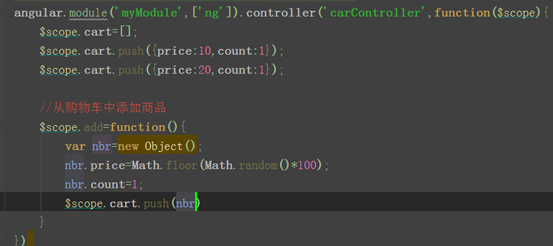 angular.module('myModule',['ng']).controller('carController',function($scope){
$scope.cart=[];
$scope.cart.push({price:10,count:1});
$scope.cart.push({price:20,count:1});
//从购物车中添加商品
$scope.add=function(){
var nbr=new Object();
nbr.price=Math.floor(Math.random()*100);
nbr.count=1;
$scope.cart.push(nbr)
}
})